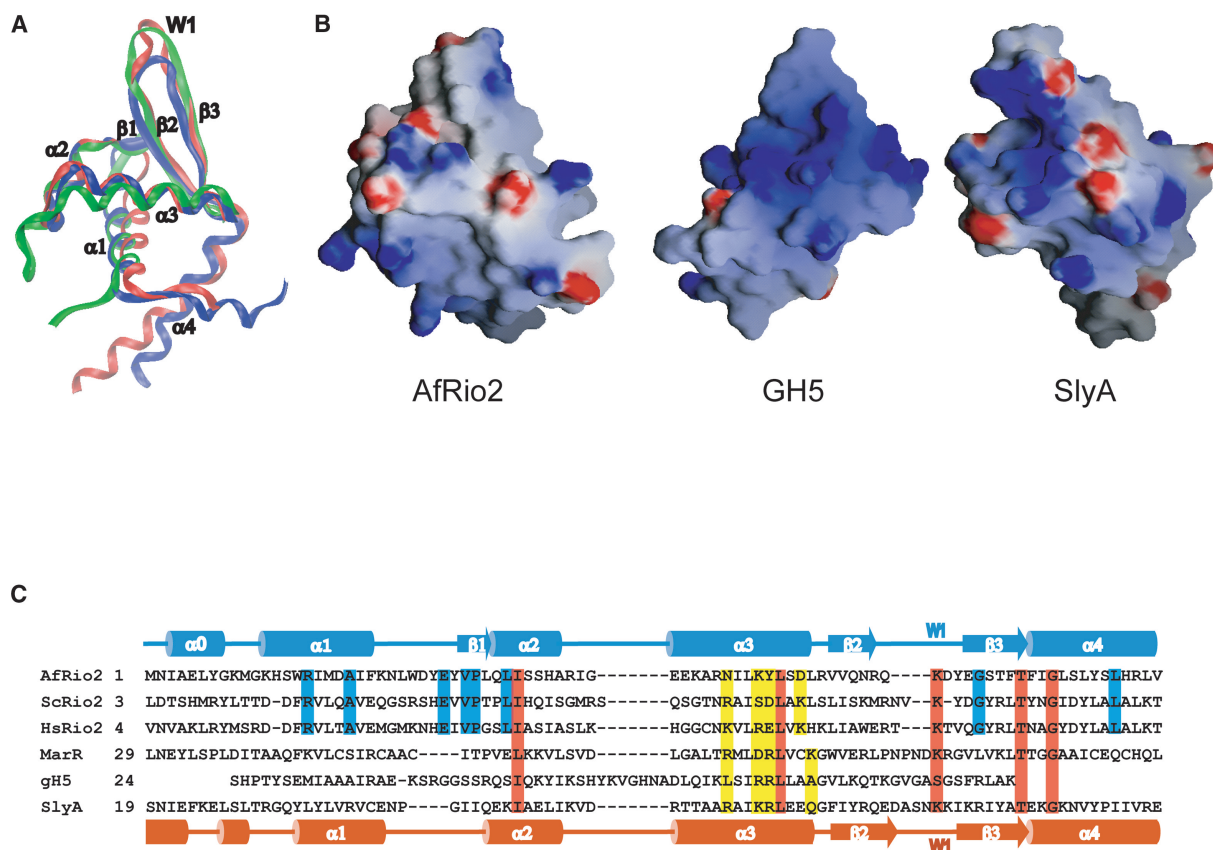 A
W1
β3
β1
β2
α2
α3
α1
α4
B
AfRio2
GH5
SlyA
C
α0 α1 β1 α2 α3 β2 W1 β3 α4
AfRio2 1 MNIAELYGKMGKHSWRIMDAIFKNLWDYEYVPLQLISSHARIG------EEKARNILKYLSDLRVVQNRQ---KDYEGSTFTFIGLSLYSLHRLV
ScRio2 3 LDTSHMRYLTTD-DFRVLQAVEQGSRSHEVVPTPLIHQISGMRS------QSGTNRAISDLAKLSLISKMRNV-KYDGYRLTYNGIDYLALKT
HsRio2 4 VNVAKLRYMSRD-DFRVLTAVEMGMKNHEIVPGSLIASIASLK------HGGCNKVLRELVKHKLIAWERT--KTVQGYRLTNAGYDYLALKT
MarR 29 LNEYLSPLDITAAQFKVLCSIRCAAC----ITPVELKKVLSVD------LGALTRMLDRLVCKGWVERLPNPNDKRGVLVKLTTGGAAICEQCHQL
gH5 24 SHPTYSEMIAAAIRAE-KSRGGSSRQSIQKYIKSHYKVGHNADLQIKLSIRRLLAAGVLKQTKGVGASGSFRLAK
SlyA 19 SNIEFKELSLTRGQYLYLVRVCENP----GIIQEKIAELIKVD------RTTAARAIKRLEEQGFIYRQEDASNKKIKRIYATEKGKNVYPIIVRE
α1 α2 α3 β2 W1 β3 α4